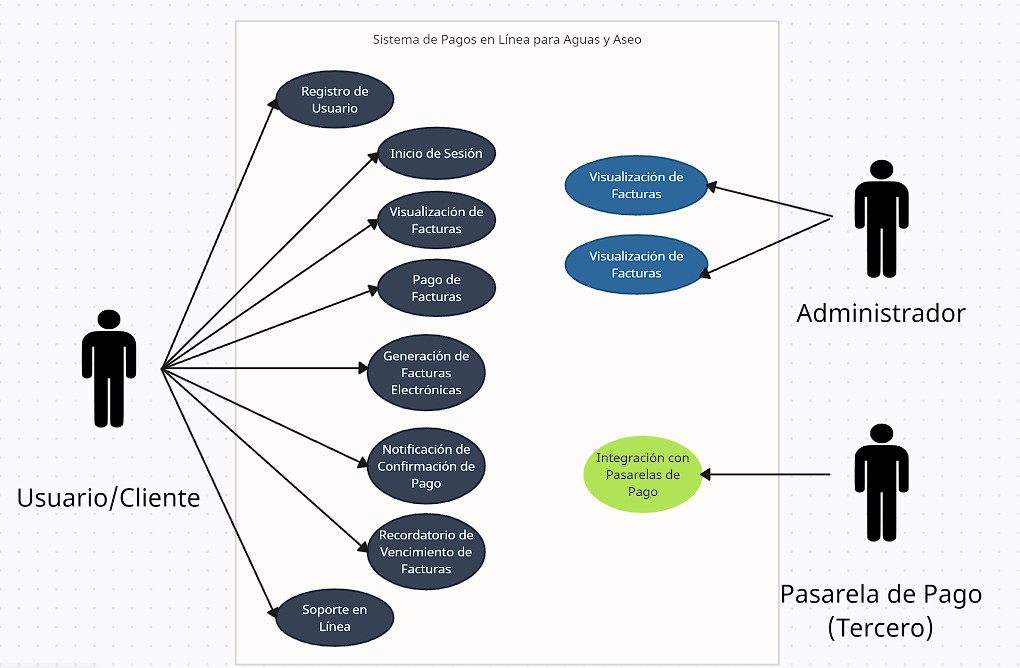 Sistema de Pagos en Línea para Aguas y Aseo
Registro de
Usuario
Inicio de Sesión
Visualización de
Facturas
Pago de
Facturas
Generación de
Facturas
Electrónicas
Notificación de
Confirmación de
Pago
Recordatorio de
Vencimiento de
Facturas
Soporte en
Línea
Usuario/Cliente
Visualización de
Facturas
Visualización de
Facturas
Administrador
Integración con
Pasarelas de
Pago
Pasarela de Pago
(Tercero)